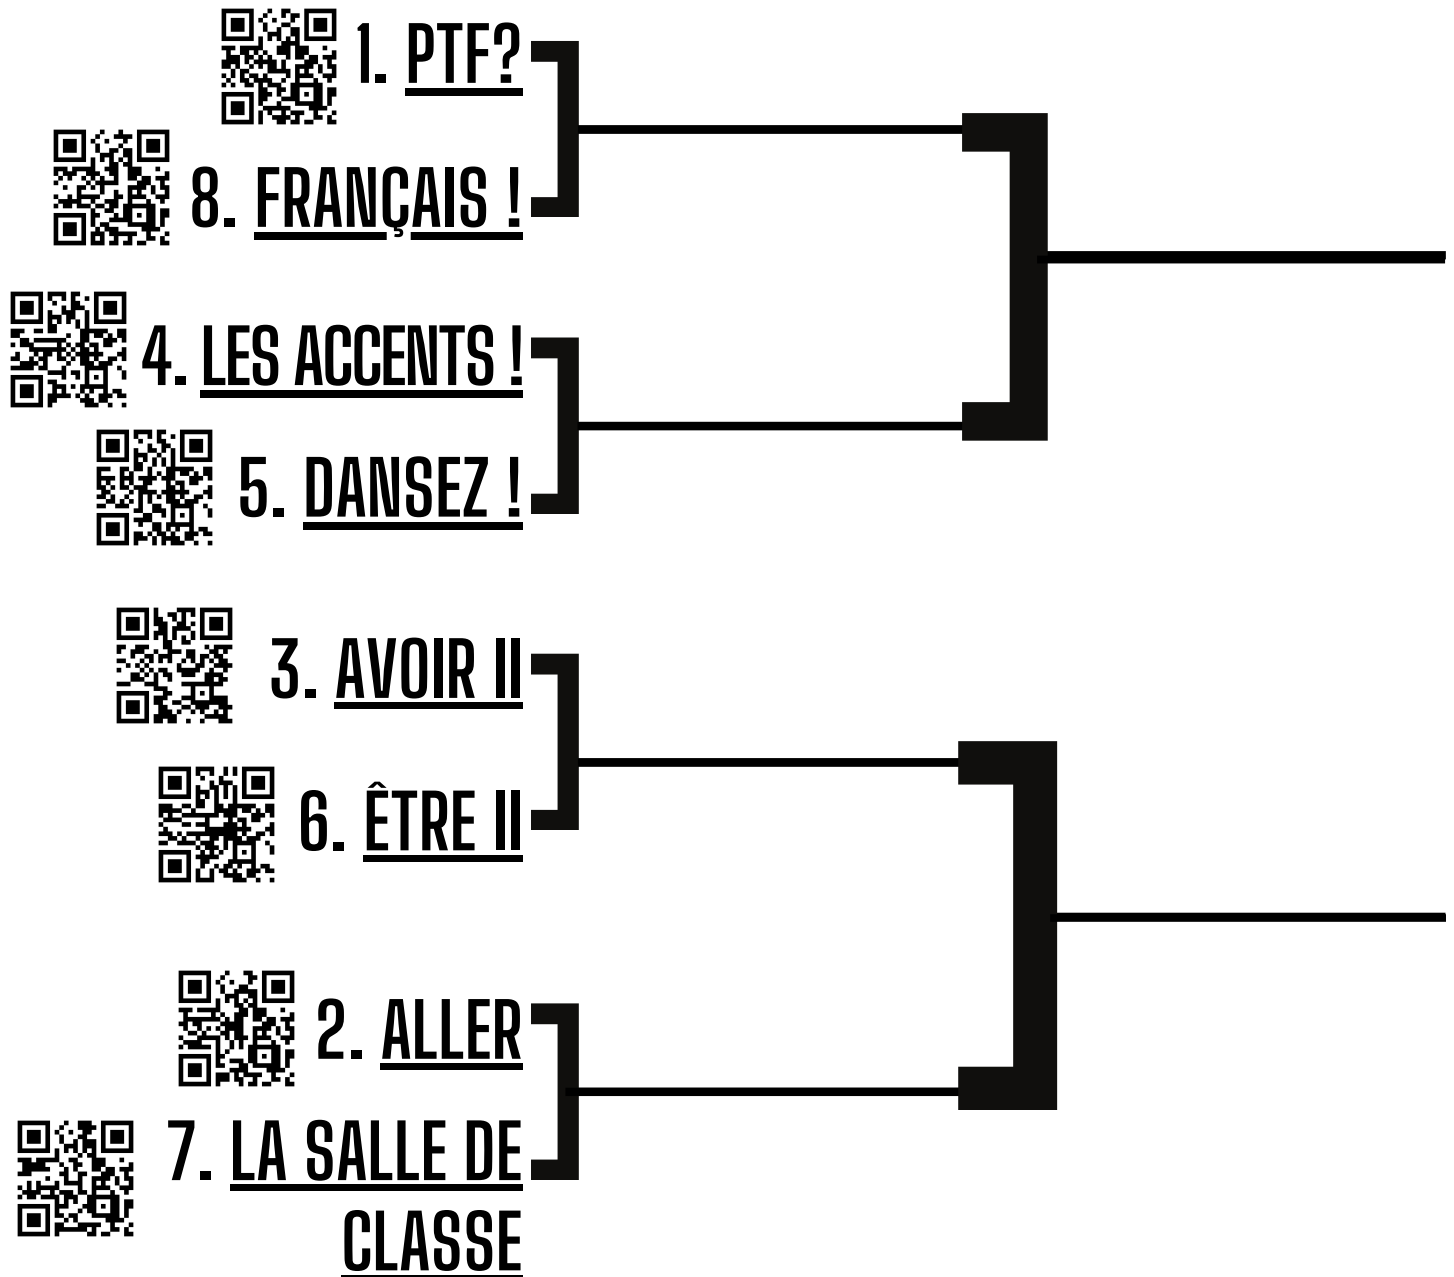 1. PTF?
8. FRANÇAIS !
4. LES ACCENTS !
5. DANSEZ !
3. AVOIR II
6. ÊTRE II
2. ALLER
7. LA SALLE DE
CLASSE